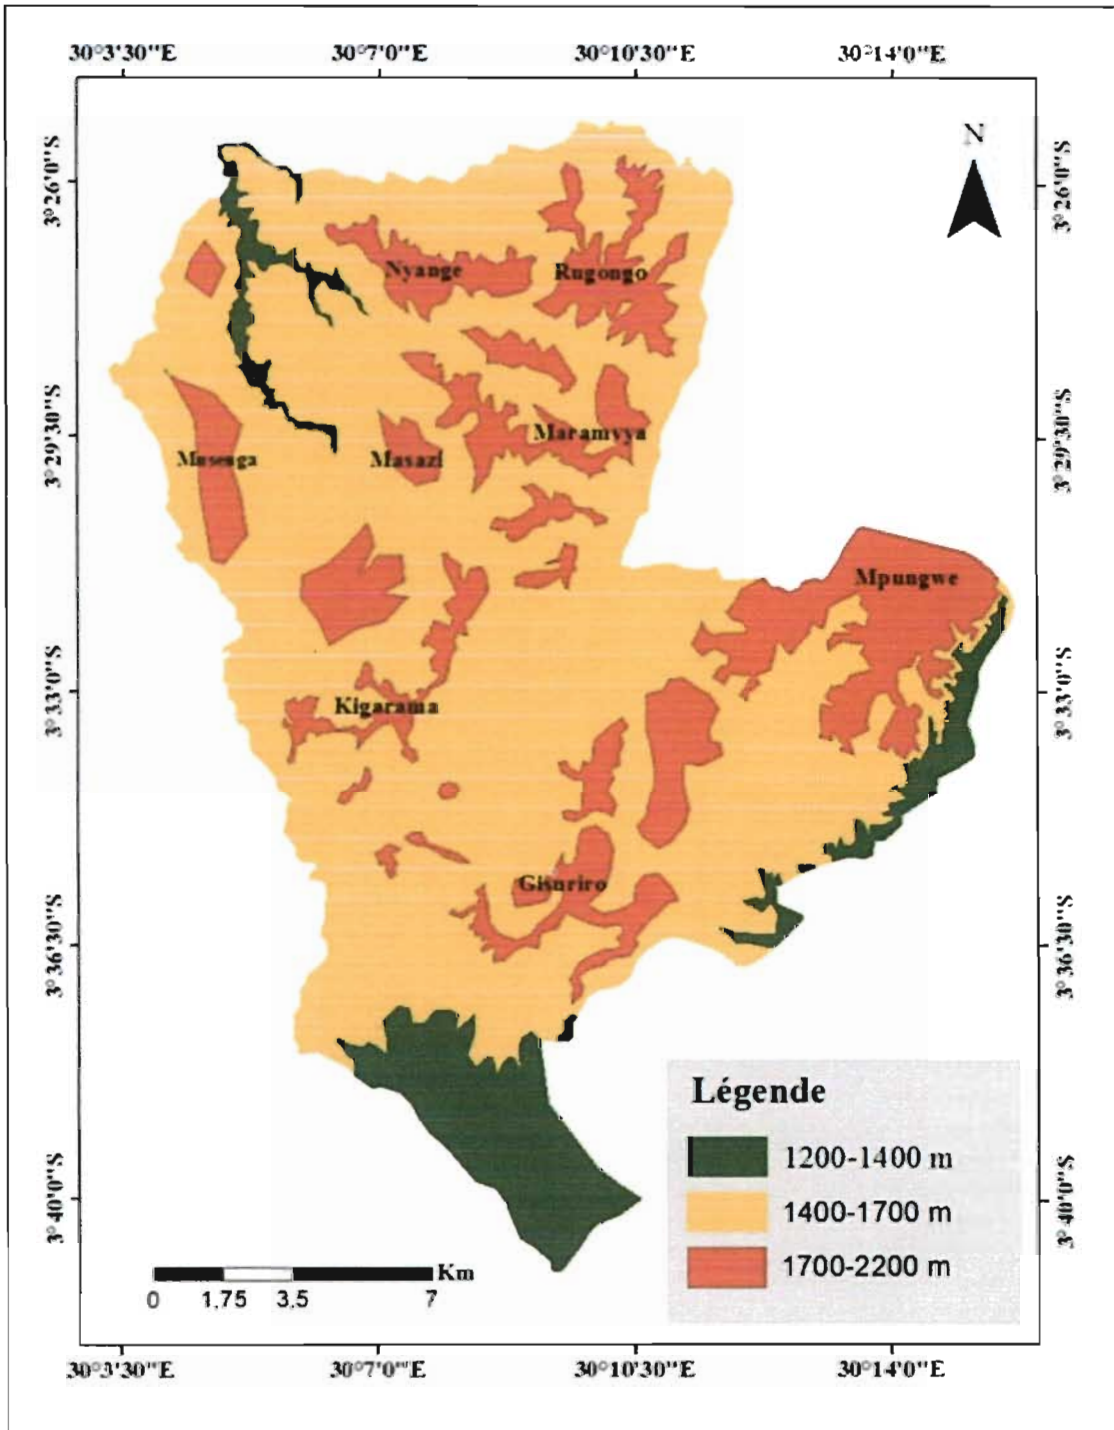 30°3'30"E 30°7'0"E 30°10'30"E 30°14'0"E
N
3°26'0"S 3°26'0"S
Nyange Rugongo
3°29'30"S 3°29'30"S
Musenga Masazi Maramvya
Mpungwe
3°33'0"S 3°33'0"S
Kigarama
Gisuriro
3°36'30"S 3°36'30"S
Légende
1200-1400 m
3°40'0"S 3°40'0"S
1400-1700 m
1700-2200 m
Km
0 1,75 3,5 7
30°3'30"E 30°7'0"E 30°10'30"E 30°14'0"E